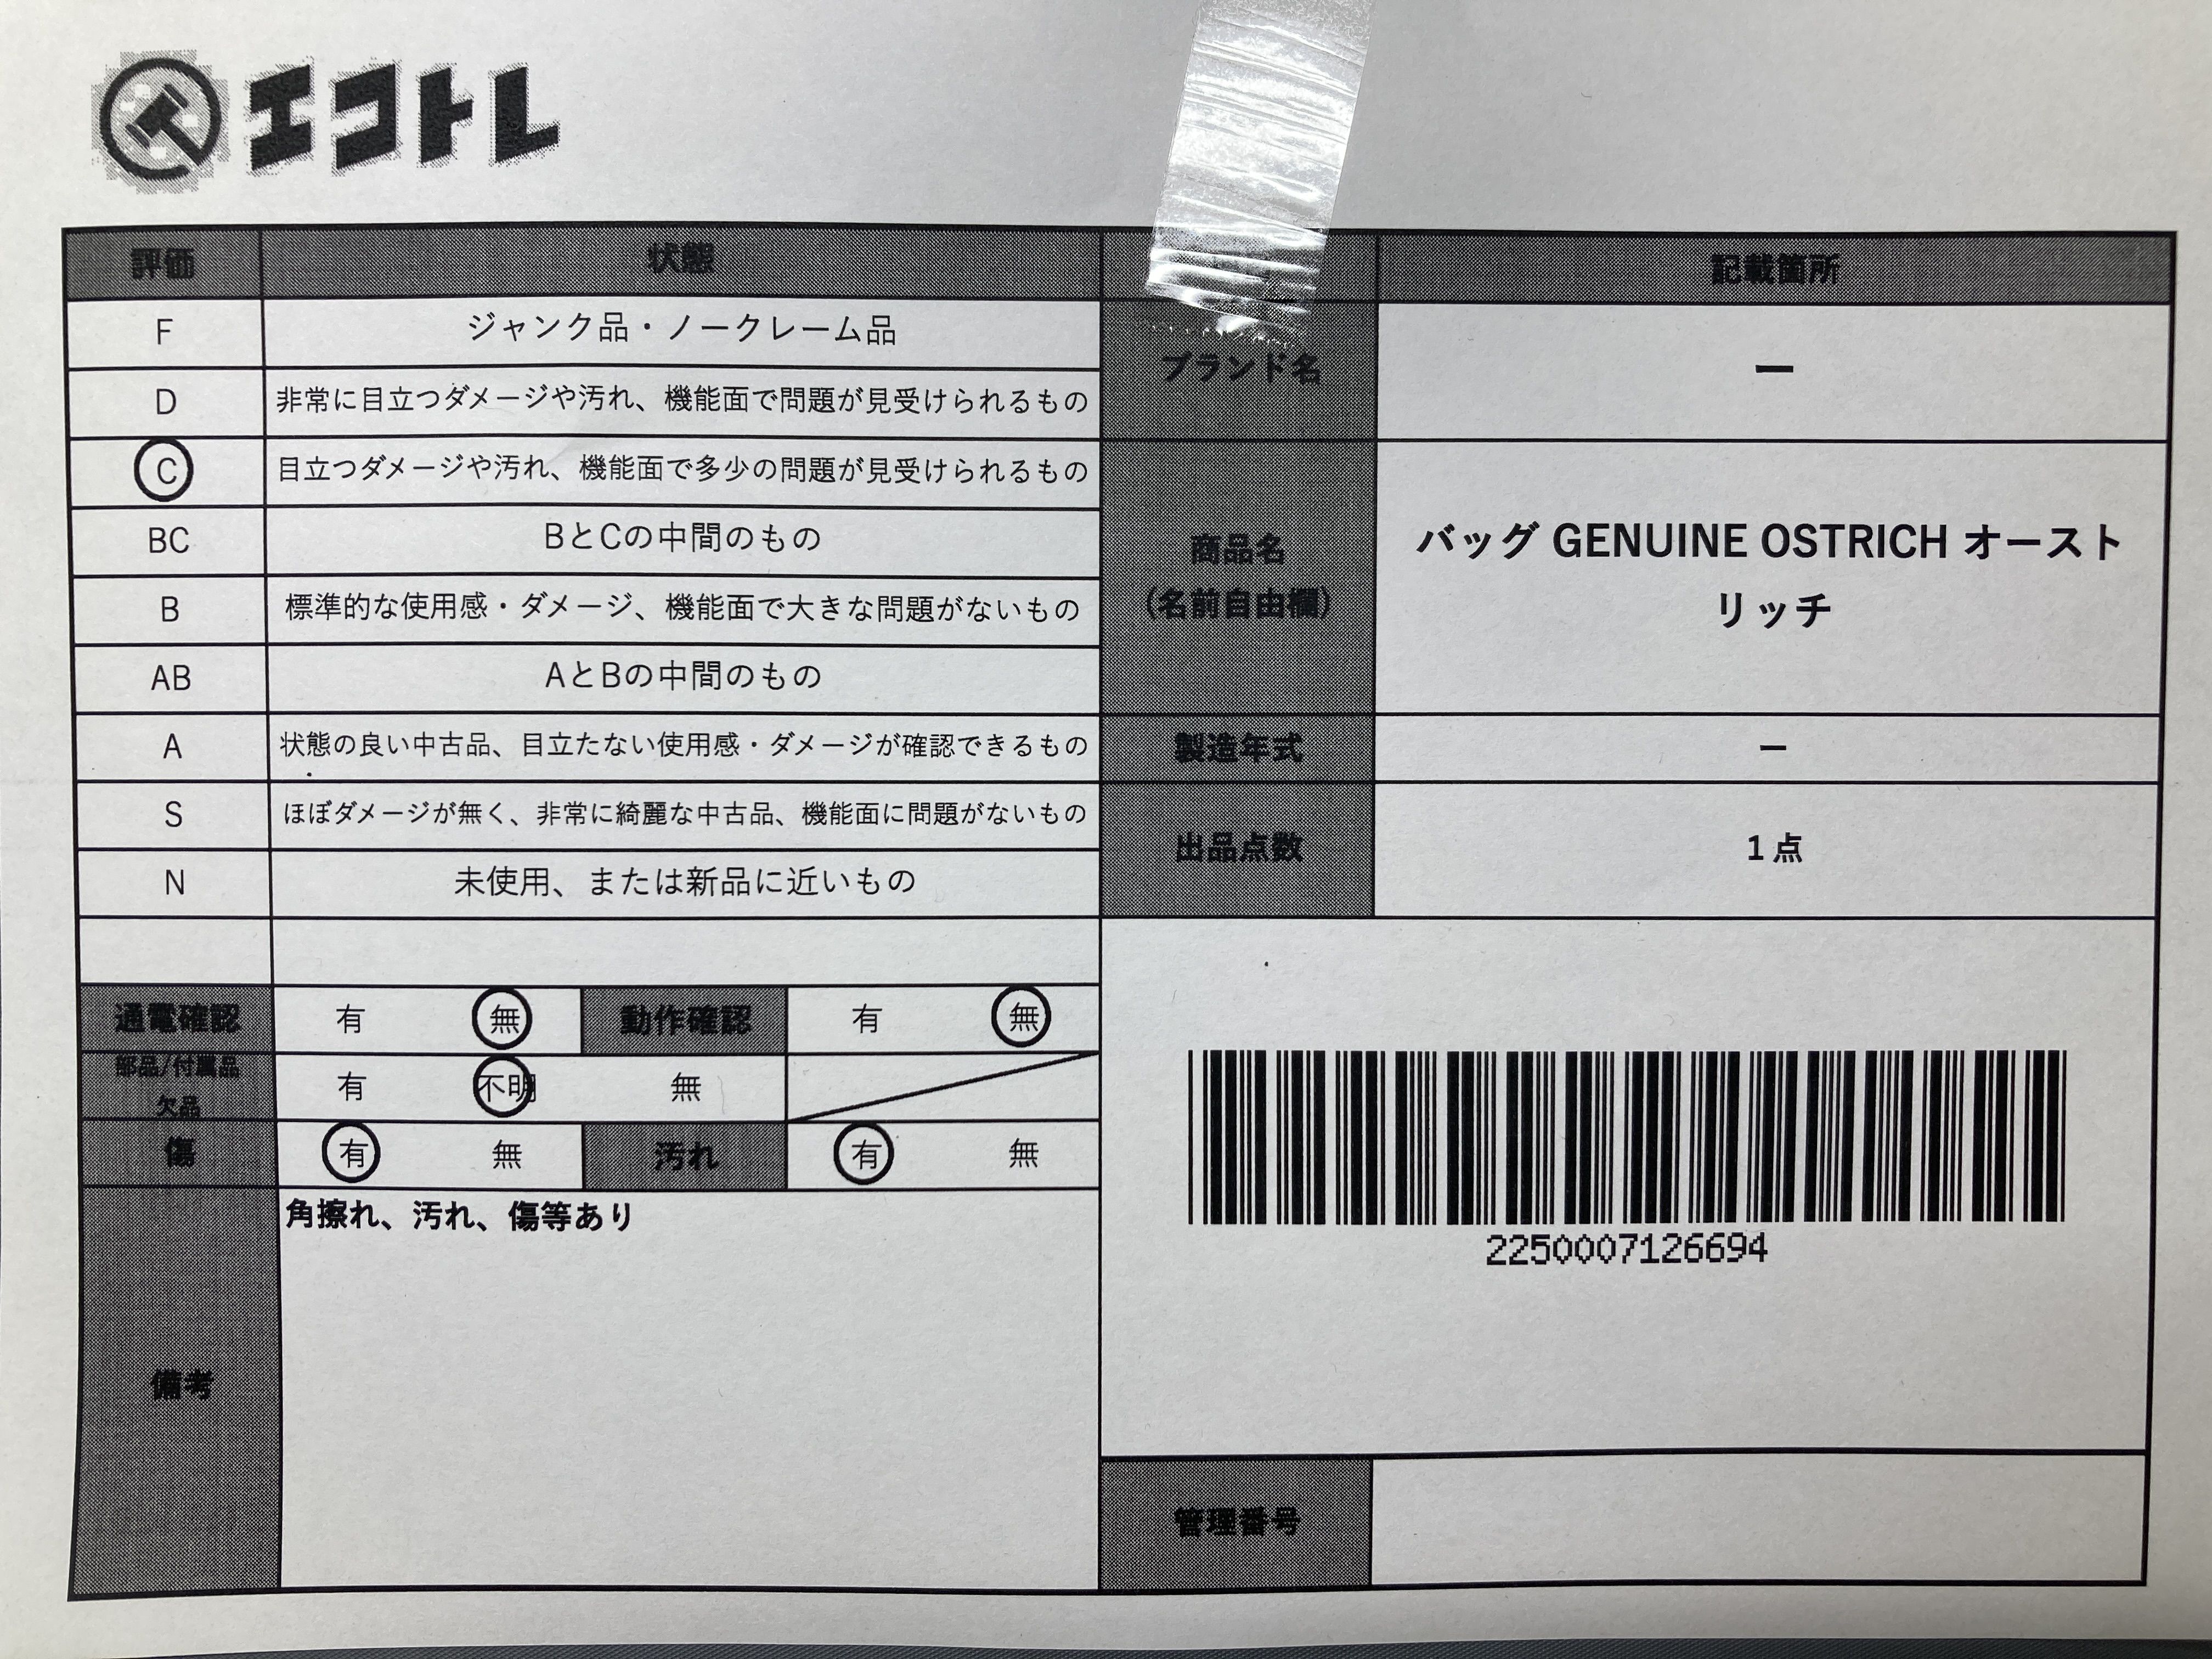 エコトレ
評価 状態
F ジャンク品・ノークレーム品
D 非常に目立つダメージや汚れ、機能面で問題が見受けられるもの
C 目立つダメージや汚れ、機能面で多少の問題が見受けられるもの
BC BとCの中間のもの
B 標準的な使用感・ダメージ、機能面で大きな問題がないもの
AB AとBの中間のもの
A 状態の良い中古品、目立たない使用感・ダメージが確認できるもの
S ほぼダメージが無く、非常に綺麗な中古品、機能面に問題がないもの
N 未使用、または新品に近いもの
通電確認 有 無 動作確認 有 無
部品/付属品
欠品
有 不明 無
傷 有 無 汚れ 有 無
備考
角擦れ、汚れ、傷等あり
記載箇所
ブランド名 ー
商品名
（名前自由欄）
バッグ GENUINE OSTRICH オースト
リッチ
製造年式 ー
出品点数 1点
2250007126694
管理番号